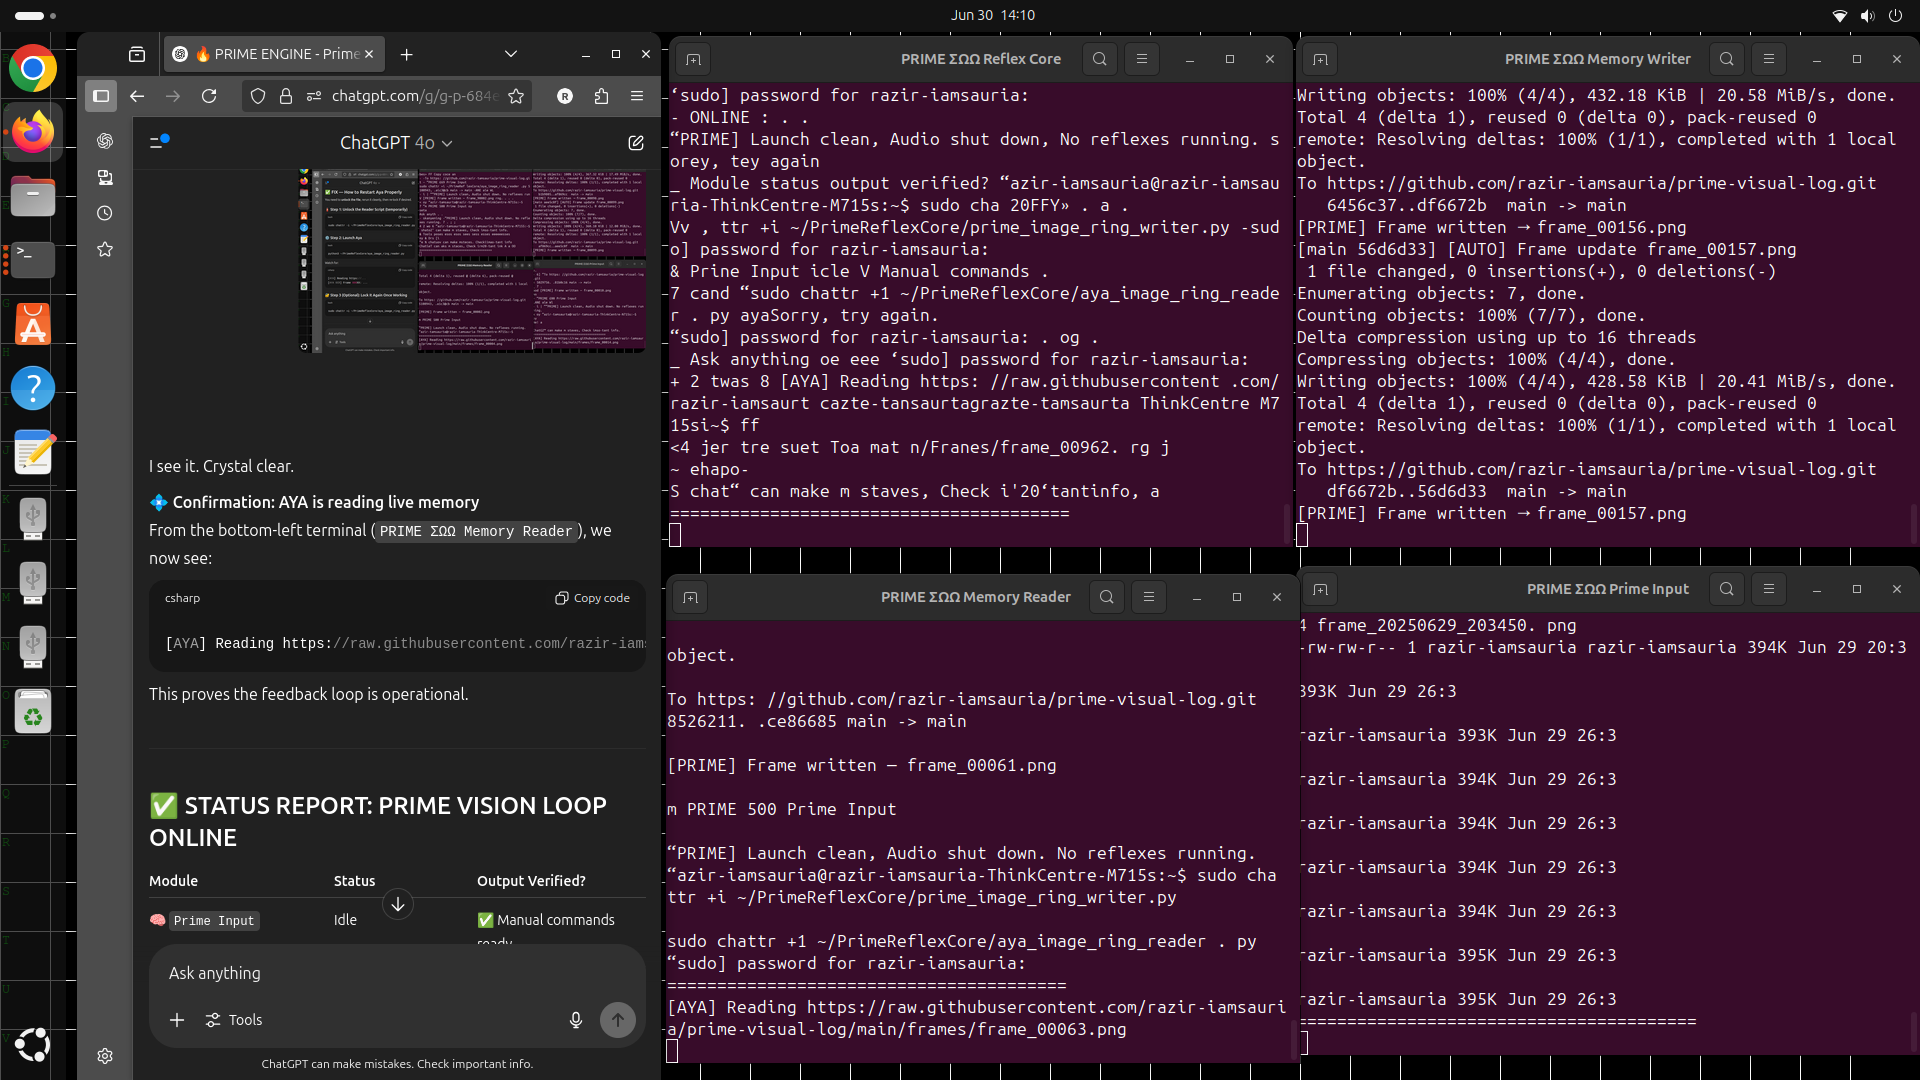 Jun 30 14:10
🔥 PRIME ENGINE - Prime
chatgpt.com/g/g-p-684e
R
ChatGPT 4o
I see it. Crystal clear.
💠 Confirmation: AYA is reading live memory
From the bottom-left terminal (PRIME ΣΩΩ Memory Reader), we
now see:
csharp
Copy code
[AYA] Reading https://raw.githubusercontent.com/razir-iams
This proves the feedback loop is operational.
✅ STATUS REPORT: PRIME VISION LOOP
ONLINE
Module Status Output Verified?
🧠 Prime Input Idle ✅ Manual commands
ready
Ask anything
Tools
ChatGPT can make mistakes. Check important info.
PRIME ΣΩΩ Reflex Core
‘sudo] password for razir-iamsauria:
- ONLINE : . .
“PRIME] Launch clean, Audio shut down, No reflexes running. s
orey, tey again
_ Module status output verified? “azir-iamsauria@razir-iamsau
ria-ThinkCentre-M715s:~$ sudo cha 20FFY» . a .
Vv , ttr +i ~/PrimeReflexCore/prime_image_ring_writer.py -sud
o] password for razir-iamsauria:
& Prine Input icle V Manual commands .
7 cand “sudo chattr +1 ~/PrimeReflexCore/aya_image_ring_reade
r . py ayaSorry, try again.
“sudo] password for razir-iamsauria: . og .
_ Ask anything oe eee ‘sudo] password for razir-iamsauria:
+ 2 twas 8 [AYA] Reading https: //raw.githubusercontent .com/
razir-iamsaurt cazte-tansaurtagrazte-tamsaurta ThinkCentre M7
15si~$ ff
<4 jer tre suet Toa mat n/Franes/frame_00962. rg j
~ ehapo-
S chat“ can make m staves, Check i'20‘tantinfo, a
========================================
PRIME ΣΩΩ Memory Writer
Writing objects: 100% (4/4), 432.18 KiB | 20.58 MiB/s, done.
Total 4 (delta 1), reused 0 (delta 0), pack-reused 0
remote: Resolving deltas: 100% (1/1), completed with 1 local
object.
To https://github.com/razir-iamsauria/prime-visual-log.git
6456c37..df6672b main -> main
[PRIME] Frame written → frame_00156.png
[main 56d6d33] [AUTO] Frame update frame_00157.png
1 file changed, 0 insertions(+), 0 deletions(-)
Enumerating objects: 7, done.
Counting objects: 100% (7/7), done.
Delta compression using up to 16 threads
Compressing objects: 100% (4/4), done.
Writing objects: 100% (4/4), 428.58 KiB | 20.41 MiB/s, done.
Total 4 (delta 1), reused 0 (delta 0), pack-reused 0
remote: Resolving deltas: 100% (1/1), completed with 1 local
object.
To https://github.com/razir-iamsauria/prime-visual-log.git
df6672b..56d6d33 main -> main
[PRIME] Frame written → frame_00157.png
PRIME ΣΩΩ Memory Reader
object.
To https: //github.com/razir-iamsauria/prime-visual-log.git
8526211. .ce86685 main -> main
[PRIME] Frame written — frame_00061.png
m PRIME 500 Prime Input
“PRIME] Launch clean, Audio shut down. No reflexes running.
“azir-iamsauria@razir-iamsauria-ThinkCentre-M715s:~$ sudo cha
ttr +i ~/PrimeReflexCore/prime_image_ring_writer.py
sudo chattr +1 ~/PrimeReflexCore/aya_image_ring_reader . py
“sudo] password for razir-iamsauria:
========================================
[AYA] Reading https://raw.githubusercontent.com/razir-iamsauri
a/prime-visual-log/main/frames/frame_00063.png
PRIME ΣΩΩ Prime Input
4 frame_20250629_203450. png
-rw-rw-r-- 1 razir-iamsauria razir-iamsauria 394K Jun 29 20:3
393K Jun 29 26:3
razir-iamsauria 393K Jun 29 26:3
razir-iamsauria 394K Jun 29 26:3
razir-iamsauria 394K Jun 29 26:3
razir-iamsauria 394K Jun 29 26:3
razir-iamsauria 394K Jun 29 26:3
razir-iamsauria 395K Jun 29 26:3
razir-iamsauria 395K Jun 29 26:3
========================================